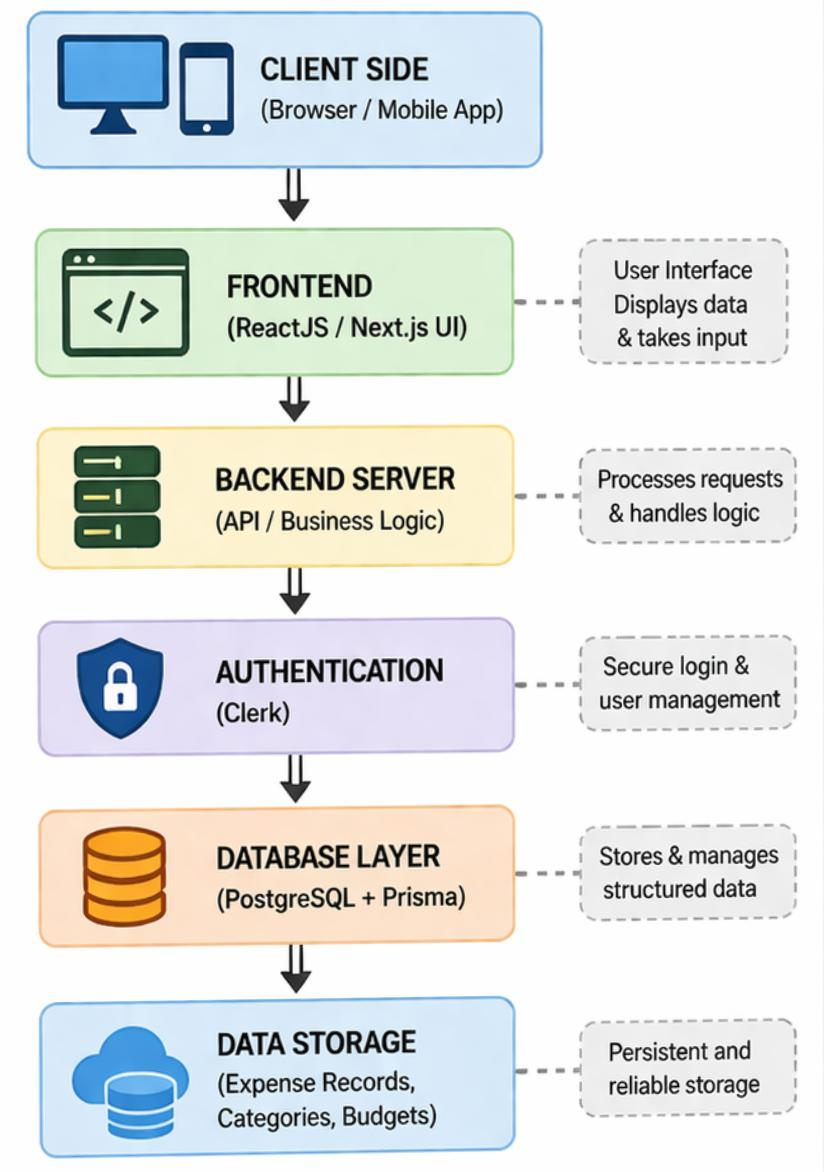 CLIENT SIDE
(Browser / Mobile App)
</>
FRONTEND
(ReactJS / Next.js UI)
User Interface
Displays data
& takes input
BACKEND SERVER
(API / Business Logic)
Processes requests
& handles logic
AUTHENTICATION
(Clerk)
Secure login &
user management
DATABASE LAYER
(PostgreSQL + Prisma)
Stores & manages
structured data
DATA STORAGE
(Expense Records,
Categories, Budgets)
Persistent and
reliable storage